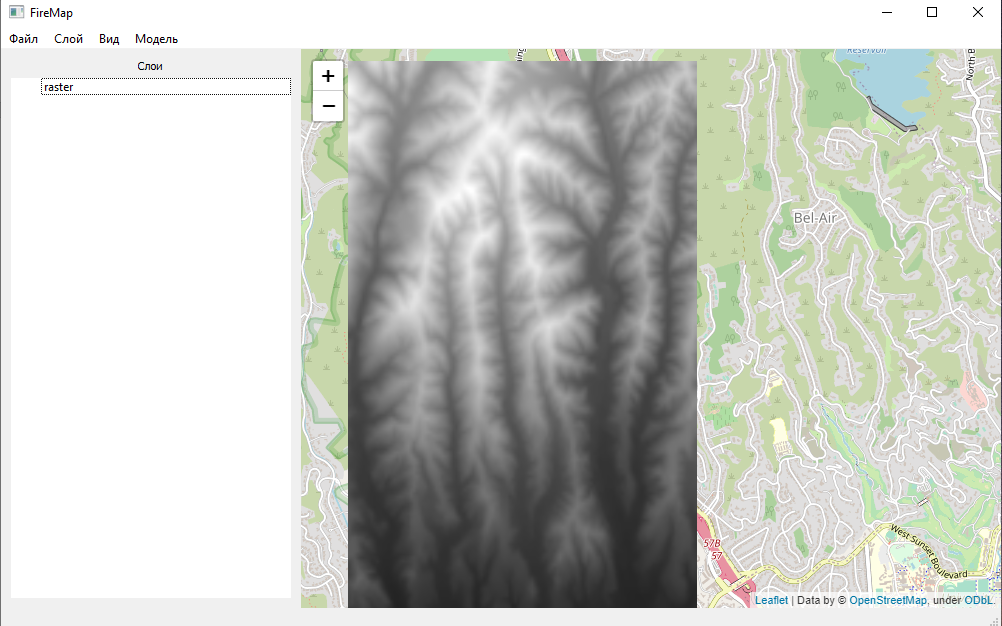 FireMap
Файл Слой Вид Модель
Слои
raster
+
−
Reservoir
North B
Bel-Air
57B
57
West Sunset Boulevard
Leaflet | Data by © OpenStreetMap, under ODbL.